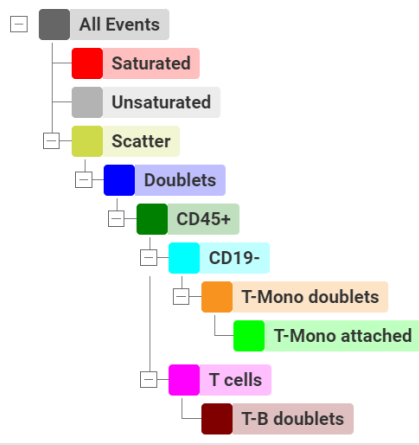 All Events
Saturated
Unsaturated
Scatter
Doublets
CD45+
CD19-
T-Mono doublets
T-Mono attached
T cells
T-B doublets